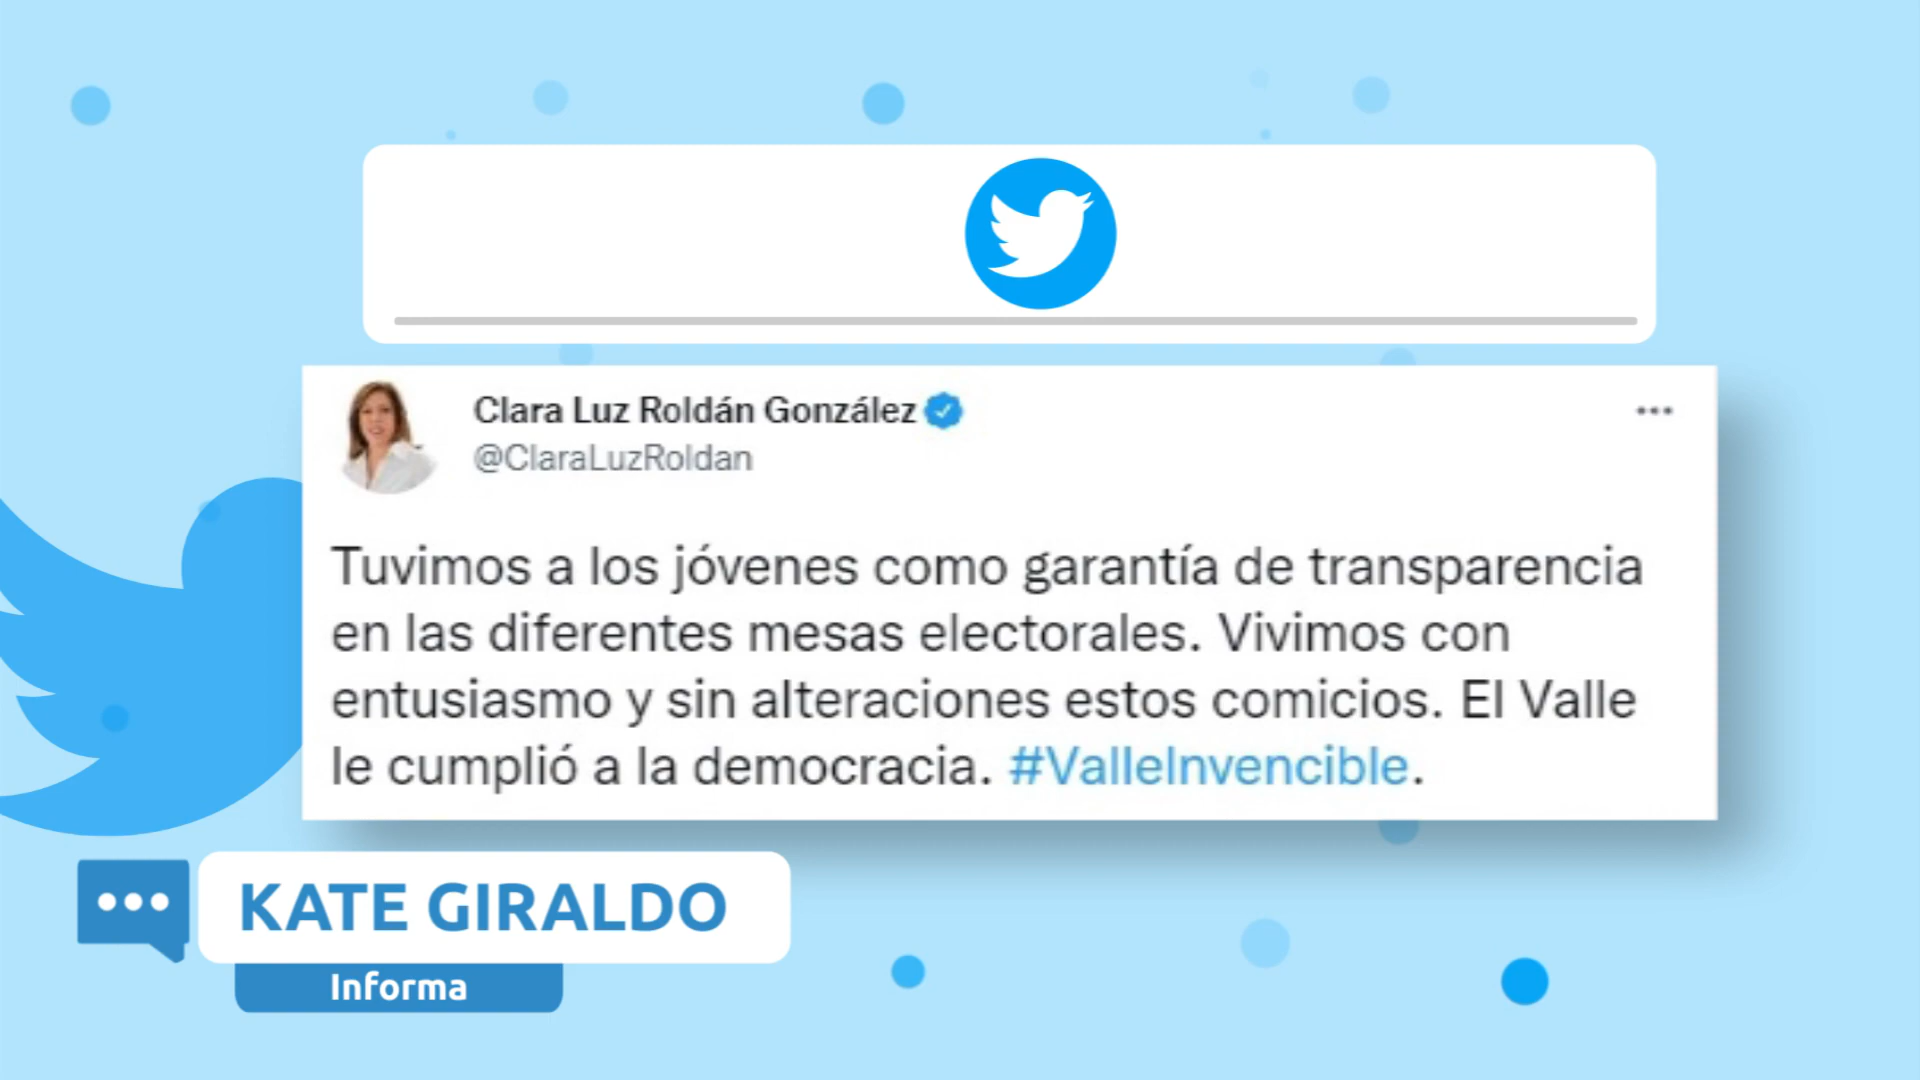 Clara Luz Roldán González
@ClaraLuzRoldan
Tuvimos a los jóvenes como garantía de transparencia
en las diferentes mesas electorales. Vivimos con
entusiasmo y sin alteraciones estos comicios. El Valle
le cumplió a la democracia. #ValleInvencible.
KATE GIRALDO
Informa